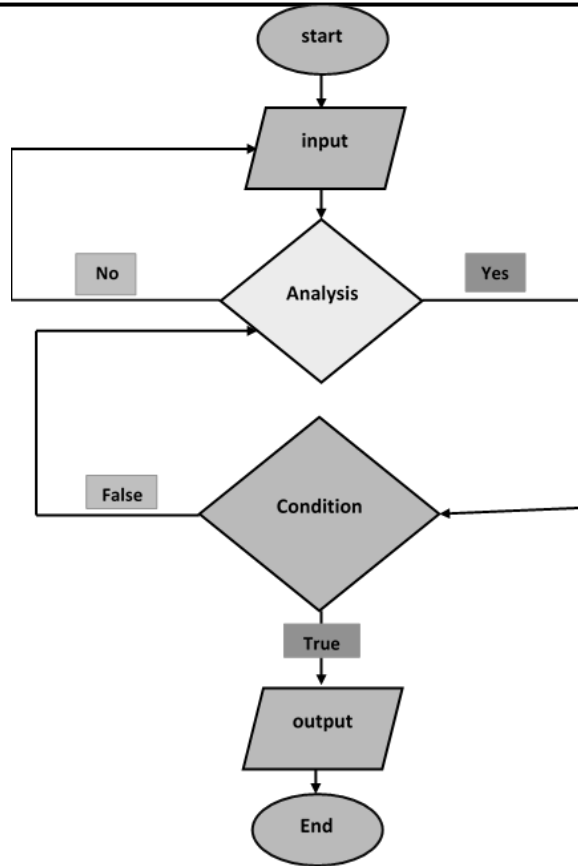 start
input
No
Analysis
Yes
False
Condition
True
output
End